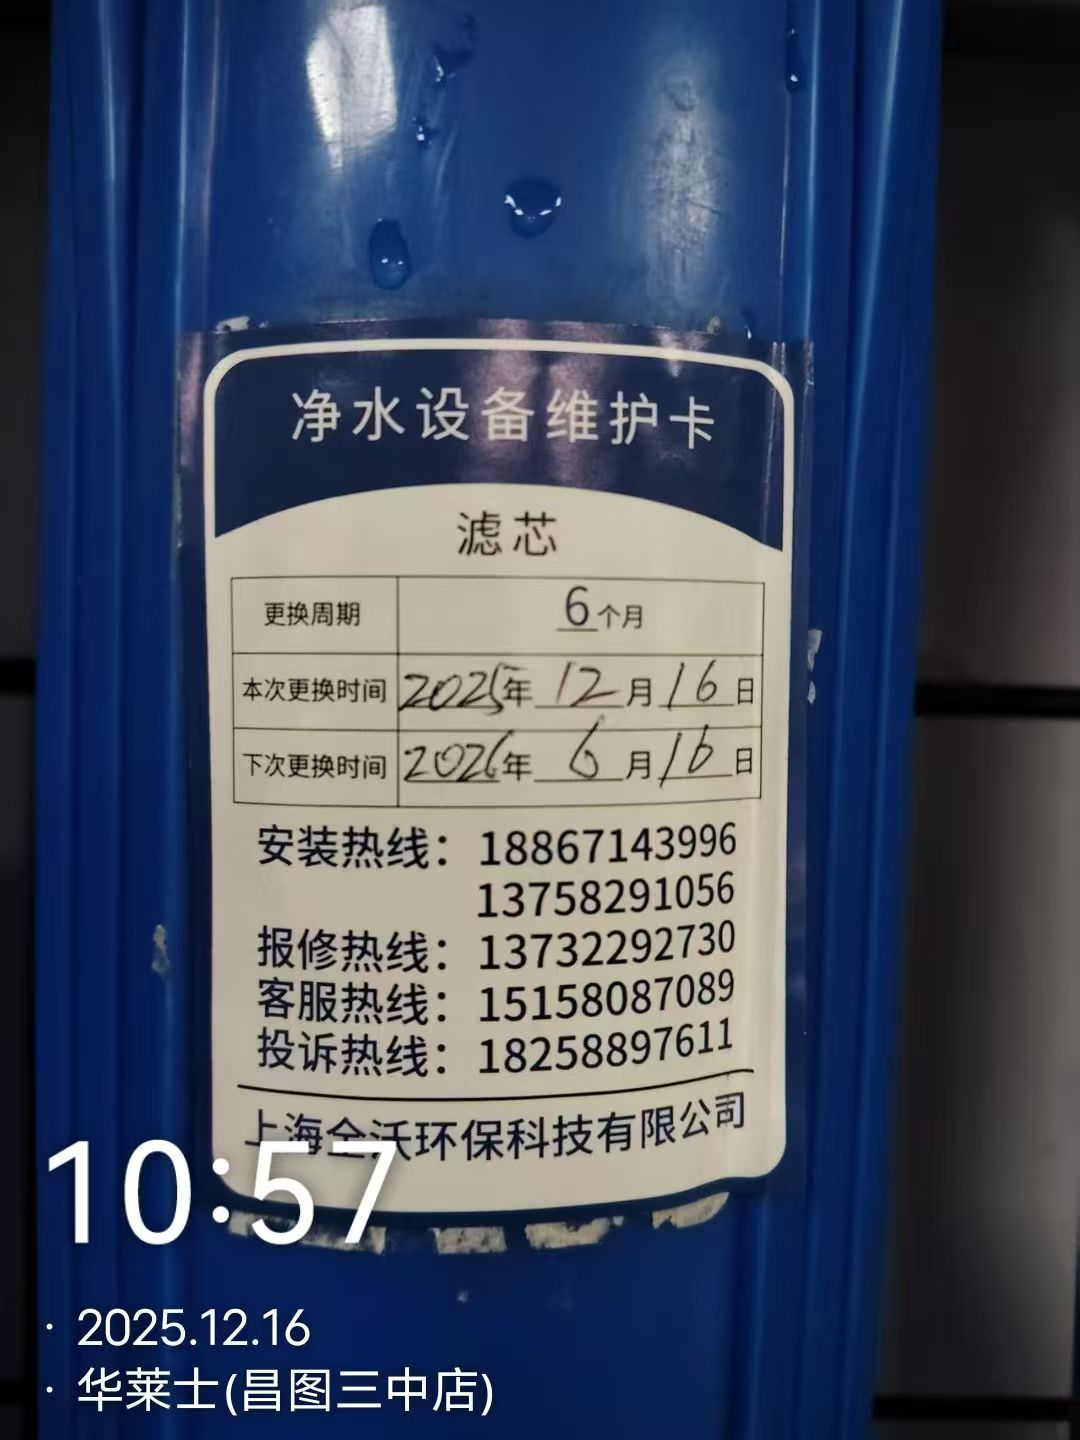 净水设备维护卡
滤芯
更换周期 6个月
本次更换时间 2025年12月16日
下次更换时间 2026年6月16日
安装热线：18867143996
13758291056
报修热线：13732292730
客服热线：15158087089
投诉热线：18258897611
上海全沃环保科技有限公司
10:57
· 2025.12.16
· 华莱士(昌图三中店)